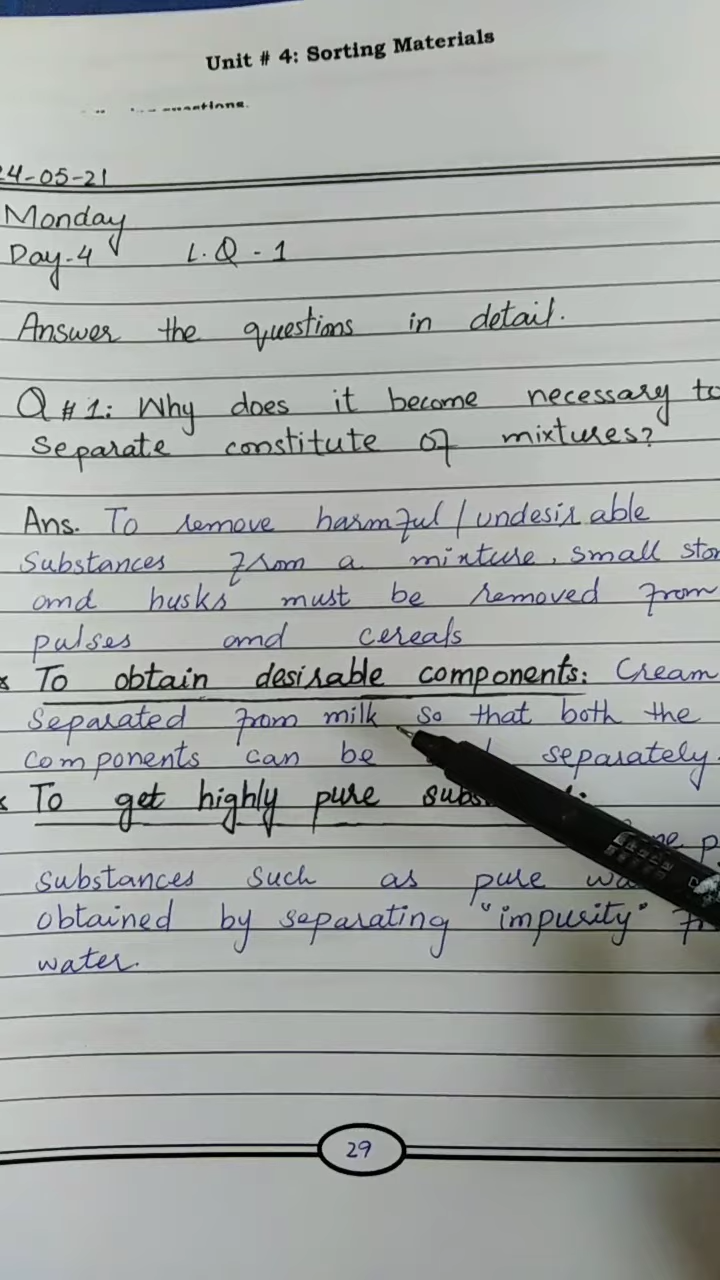 Unit # 4: Sorting Materials
24-05-21
Monday
Day-4 L.Q - 1
Answer the questions in detail.
Q #1: Why does it become necessary to
separate constitute of mixtures?
Ans. To remove harmful/undesirable
substances from a mixture, small
and husks must be removed from
pulses and cereals
To obtain desirable components: Cream
separated from milk so that both the
components can be separately.
To get highly pure
substances such as pure
obtained by separating "impurity"
water.
29